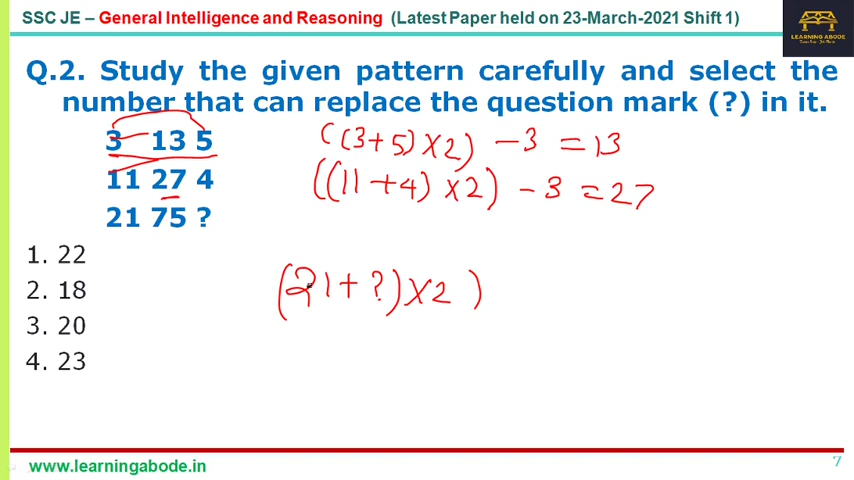 SSC JE – General Intelligence and Reasoning (Latest Paper held on 23-March-2021 Shift 1)
LEARNING ABODE
Q.2. Study the given pattern carefully and select the
number that can replace the question mark (?) in it.
3 13 5 ((3+5)×2) -3 = 13
11 27 4 ((11+4)×2) -3 = 27
21 75 ?
1. 22
2. 18 (21+?)×2)
3. 20
4. 23
www.learningabode.in
7